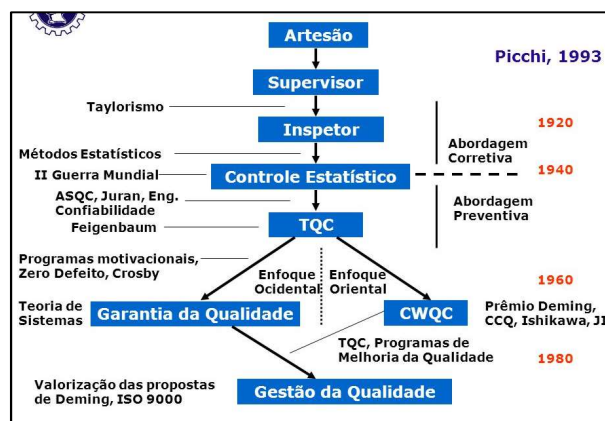 Artesão
Picchi, 1993
Supervisor
Taylorismo
Inspetor
1920
Abordagem
Corretiva
Métodos Estatísticos
II Guerra Mundial
Controle Estatístico
1940
ASQC, Juran, Eng.
Confiabilidade
Abordagem
Preventiva
Feigenbaum
TQC
Programas motivacionais,
Zero Defeito, Crosby
Enfoque
Ocidental
Enfoque
Oriental
1960
Teoria de
Sistemas
Garantia da Qualidade
CWQC
Prêmio Deming,
CCQ, Ishikawa, JI
TQC, Programas de
Melhoria da Qualidade
1980
Valorização das propostas
de Deming, ISO 9000
Gestão da Qualidade